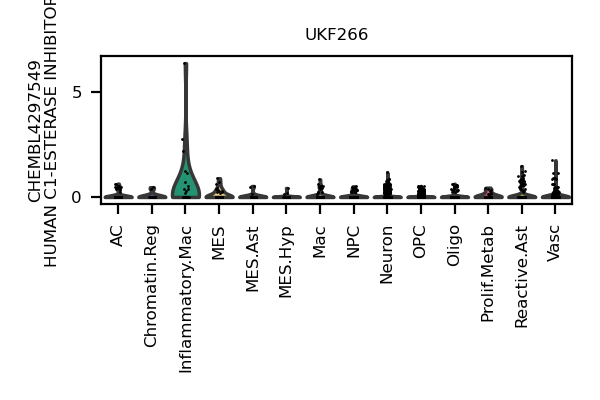 UKF266
CHEMBL4297549
HUMAN C1-ESTERASE INHIBITOR
5
0
AC
Chromatin.Reg
Inflammatory.Mac
MES
MES.Ast
MES.Hyp
Mac
NPC
Neuron
OPC
Oligo
Prolif.Metab
Reactive.Ast
Vasc